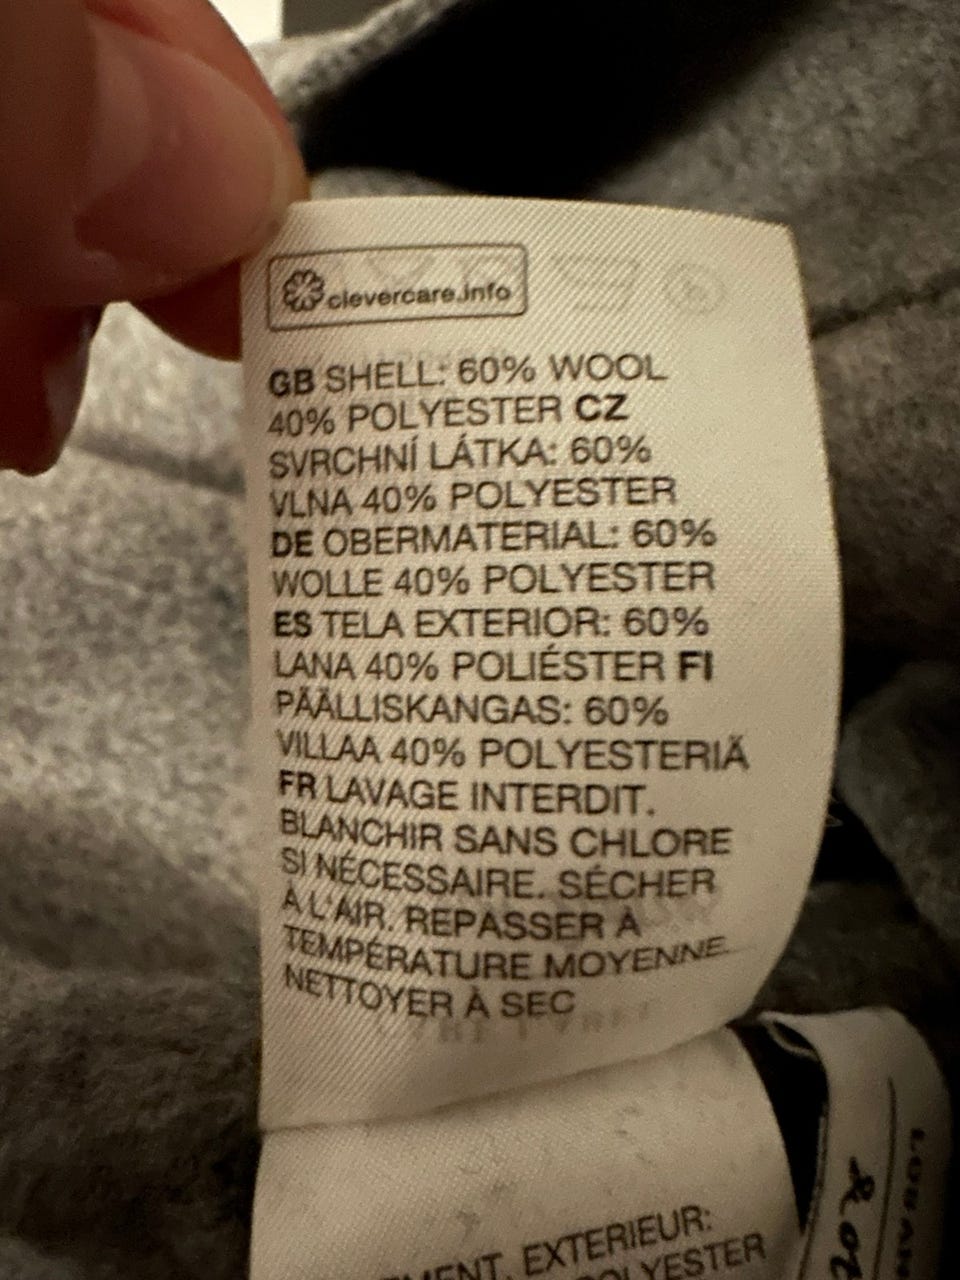 clevercare.info
GB SHELL: 60% WOOL
40% POLYESTER CZ
SVRCHNÍ LÁTKA: 60%
VLNA 40% POLYESTER
DE OBERMATERIAL: 60%
WOLLE 40% POLYESTER
ES TELA EXTERIOR: 60%
LANA 40% POLIÉSTER FI
PÄÄLLISKANGAS: 60%
VILLAA 40% POLYESTERIÄ
FR LAVAGE INTERDIT.
BLANCHIR SANS CHLORE
SI NÉCESSAIRE. SÉCHER
À L'AIR. REPASSER À
TEMPÉRATURE MOYENNE.
NETTOYER À SEC
EXTERIEUR:
POLYESTER